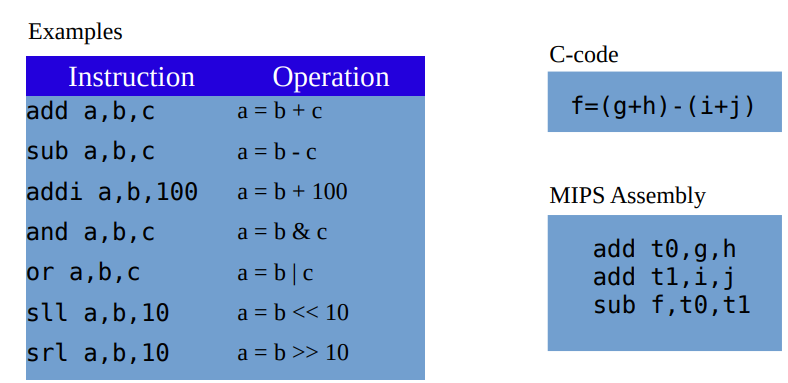 Examples
Instruction Operation
add a,b,c a = b + c
sub a,b,c a = b - c
addi a,b,100 a = b + 100
and a,b,c a = b & c
or a,b,c a = b | c
sll a,b,10 a = b << 10
srl a,b,10 a = b >> 10
C-code
f=(g+h)-(i+j)
MIPS Assembly
add t0,g,h
add t1,i,j
sub f,t0,t1